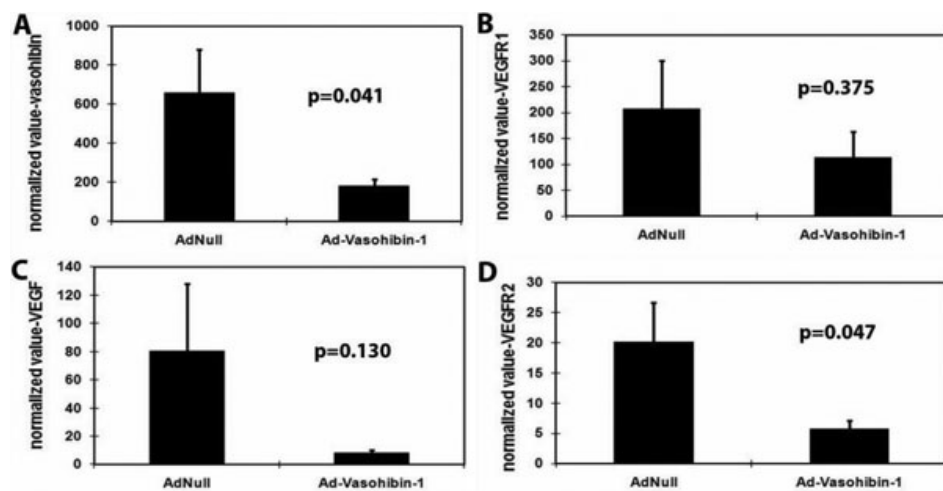 A
normalized value-vasohibin
1000
800
600
400
200
0
p=0.041
AdNull
Ad-Vasohibin-1
B
normalized value-VEGFR1
350
300
250
200
150
100
50
0
p=0.375
AdNull
Ad-Vasohibin-1
C
normalized value-VEGF
140
120
100
80
60
40
20
0
p=0.130
AdNull
Ad-Vasohibin-1
D
normalized value-VEGFR2
30
25
20
15
10
5
0
p=0.047
AdNull
Ad-Vasohibin-1